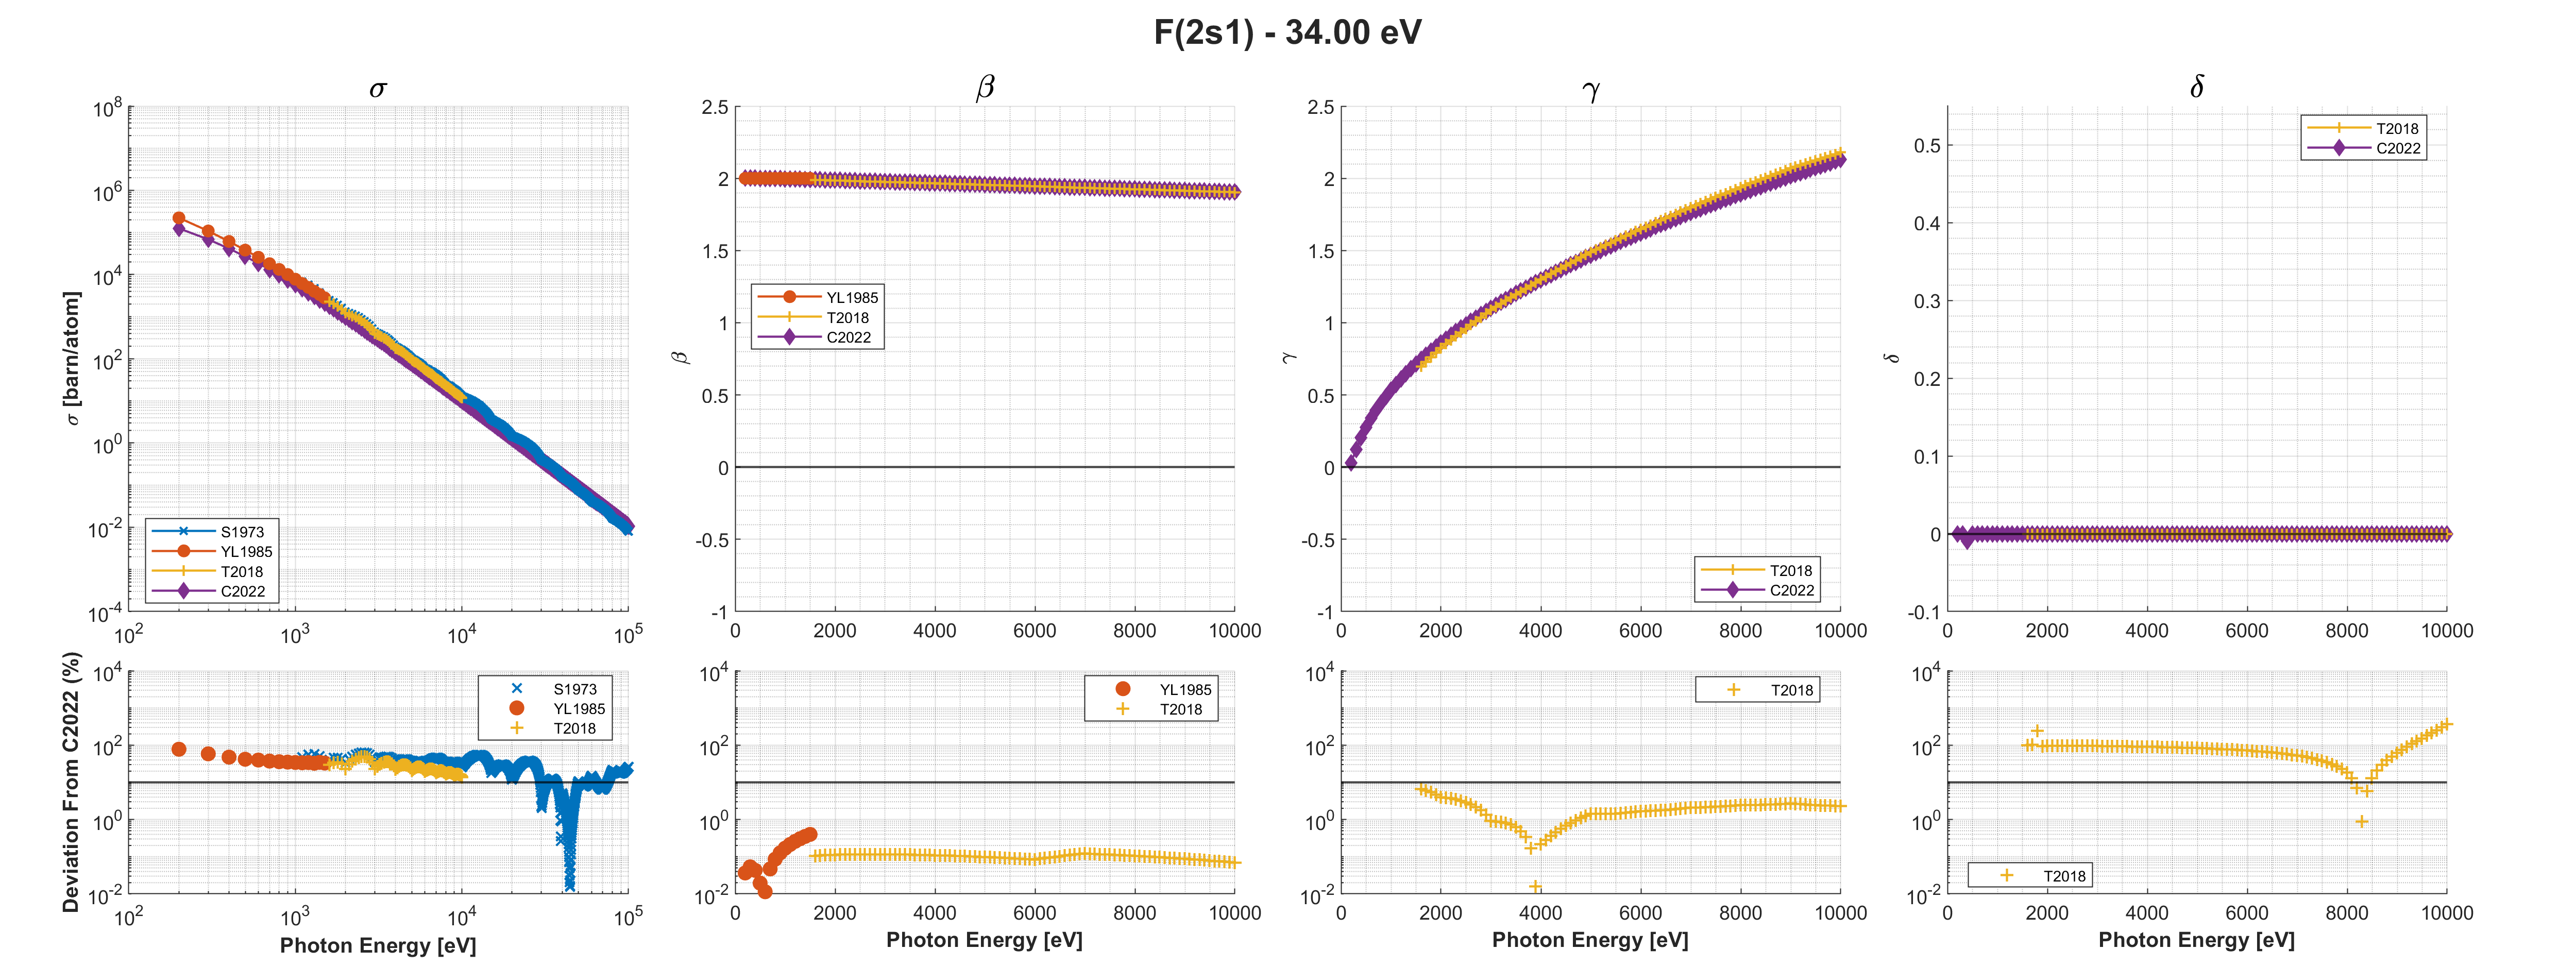 F(2s1) - 34.00 eV
σ
σ [barn/atom]
10^8
10^6
10^4
10^2
10^0
10^-2
10^-4
10^2
10^3
10^4
10^5
S1973
YL1985
T2018
C2022
β
β
2.5
2
1.5
1
0.5
0
-0.5
-1
0
2000
4000
6000
8000
10000
YL1985
T2018
C2022
γ
γ
2.5
2
1.5
1
0.5
0
-0.5
-1
0
2000
4000
6000
8000
10000
T2018
C2022
δ
δ
0.5
0.4
0.3
0.2
0.1
0
-0.1
0
2000
4000
6000
8000
10000
T2018
C2022
Deviation From C2022 (%)
10^4
10^2
10^0
10^-2
10^2
10^3
10^4
10^5
S1973
YL1985
T2018
Photon Energy [eV]
10^4
10^2
10^0
10^-2
0
2000
4000
6000
8000
10000
YL1985
T2018
Photon Energy [eV]
10^4
10^2
10^0
10^-2
0
2000
4000
6000
8000
10000
T2018
Photon Energy [eV]
10^4
10^2
10^0
10^-2
0
2000
4000
6000
8000
10000
T2018
Photon Energy [eV]